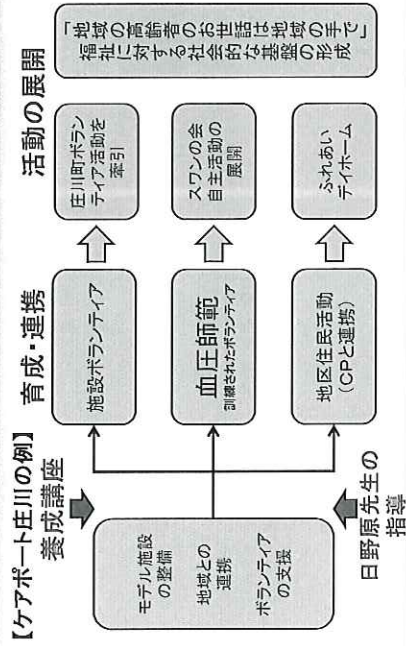 【ケアポート庄川の例】
養成講座
育成・連携
活動の展開
モデル施設
の整備
地域との
連携
ボランティア
の支援
日野原先生の
指導
施設ボランティア
血圧師範
訓練されたボランティア
地区住民活動
(CPと連携)
庄川町ボラン
ティア活動を
牽引
スワンの会
自主活動の
展開
ふれあい
デイホーム
「地域の高齢者のお世話は地域の手で」
福祉に対する社会的な基盤の形成